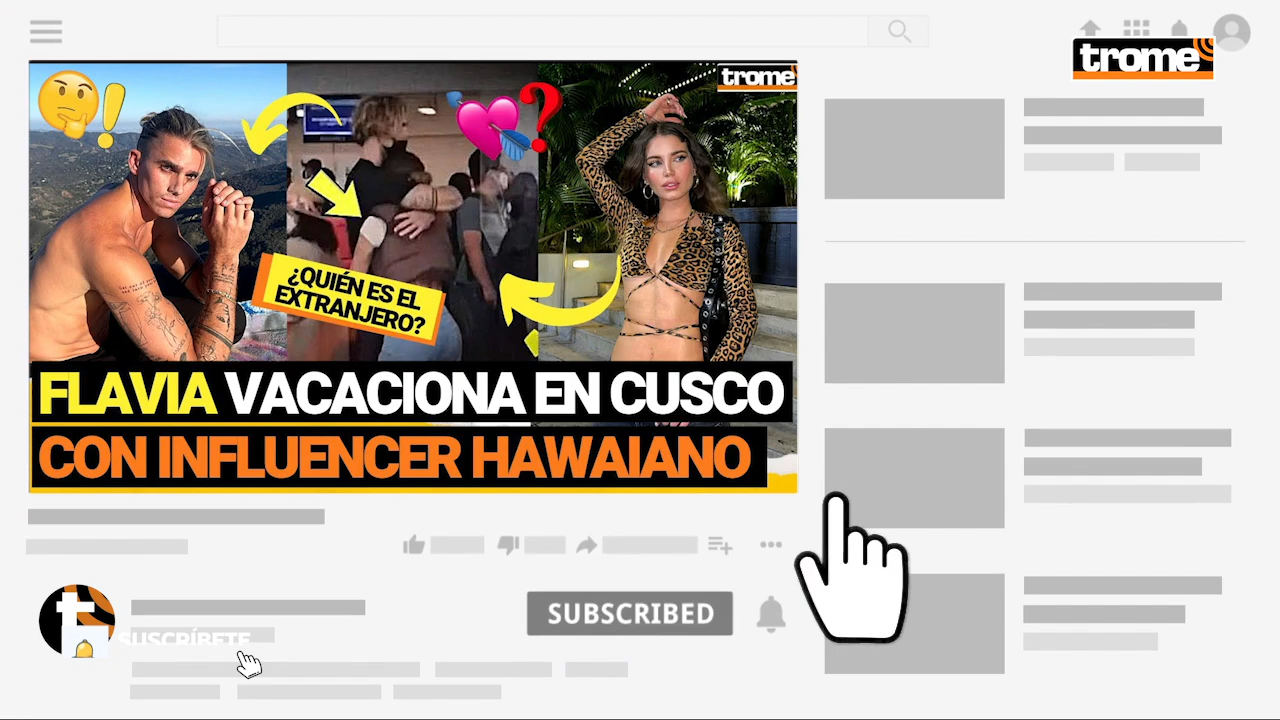 trome
trome
¿QUIÉN ES EL
EXTRANJERO?
FLAVIA VACACIONA EN CUSCO
CON INFLUENCER HAWAIANO
SUBSCRIBED
SUSCRÍBETE